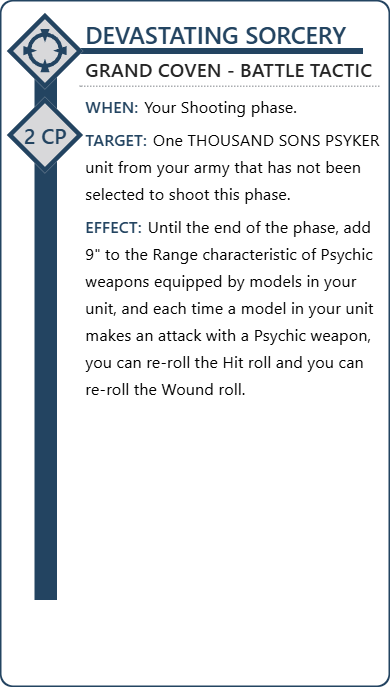 DEVASTATING SORCERY
GRAND COVEN - BATTLE TACTIC
2 CP
WHEN: Your Shooting phase.
TARGET: One THOUSAND SONS PSYKER
unit from your army that has not been
selected to shoot this phase.
EFFECT: Until the end of the phase, add
9" to the Range characteristic of Psychic
weapons equipped by models in your
unit, and each time a model in your unit
makes an attack with a Psychic weapon,
you can re-roll the Hit roll and you can
re-roll the Wound roll.